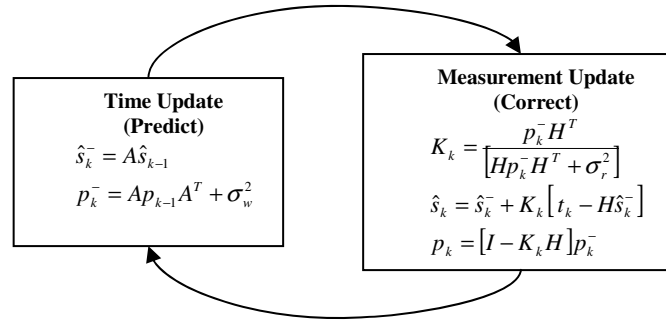 Time Update
(Predict)
ŝ_k^- = Aŝ_{k-1}
p_k^- = Ap_{k-1}A^T + σ_w^2
Measurement Update
(Correct)
K_k = p_k^- H^T / [Hp_k^- H^T + σ_r^2]
ŝ_k = ŝ_k^- + K_k[t_k - Hŝ_k^-]
p_k = [I - K_k H]p_k^-